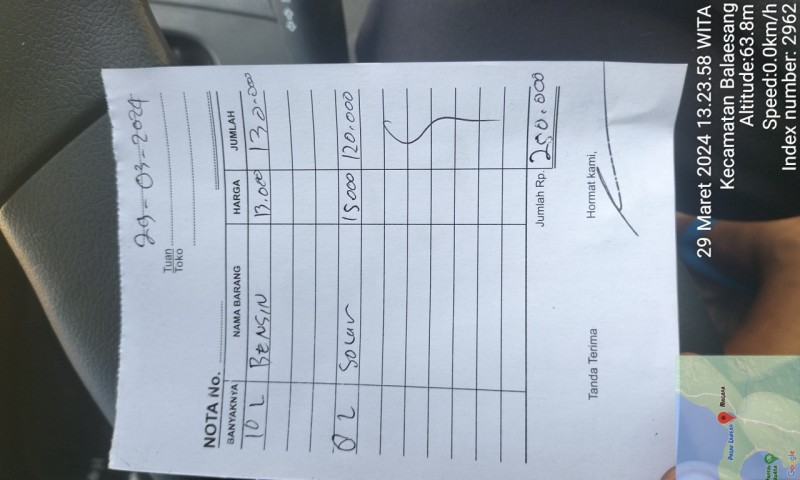 29-03-2024
Tuan
Toko
NOTA No.
BANYAKNYA NAMA BARANG HARGA JUMLAH
10 L BENSIN 13.000 130.000
8 L Solar 15000 120.000
Jumlah Rp. 250.000
Tanda Terima Hormat kami,
29 Maret 2024 13.23.58 WITA
Kecamatan Balaesang
Altitude:63.8m
Speed:0.0km/h
Index number: 2962
Google